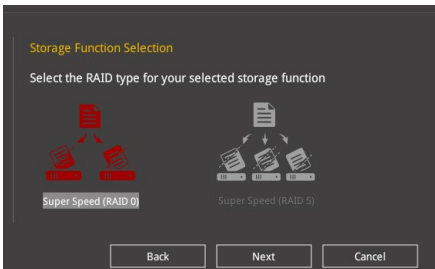 Storage Function Selection
Select the RAID type for your selected storage function
Super Speed (RAID 0)
Super Speed (RAID 5)
Back
Next
Cancel